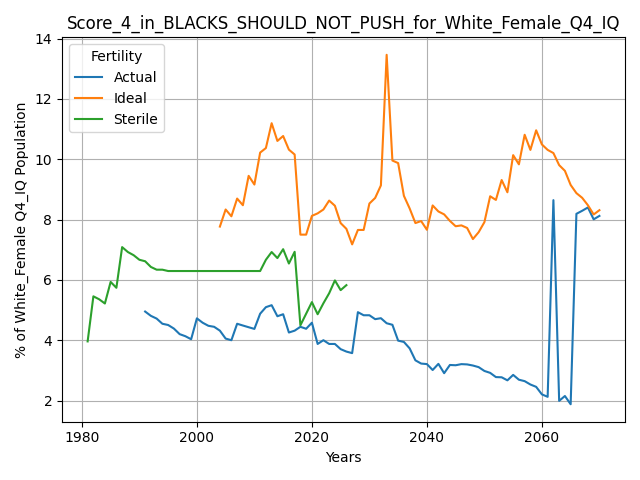 Score_4_in_BLACKS_SHOULD_NOT_PUSH_for_White_Female_Q4_IQ
% of White_Female Q4_IQ Population
14
12
10
8
6
4
2
Fertility
Actual
Ideal
Sterile
1980 2000 2020 2040 2060
Years